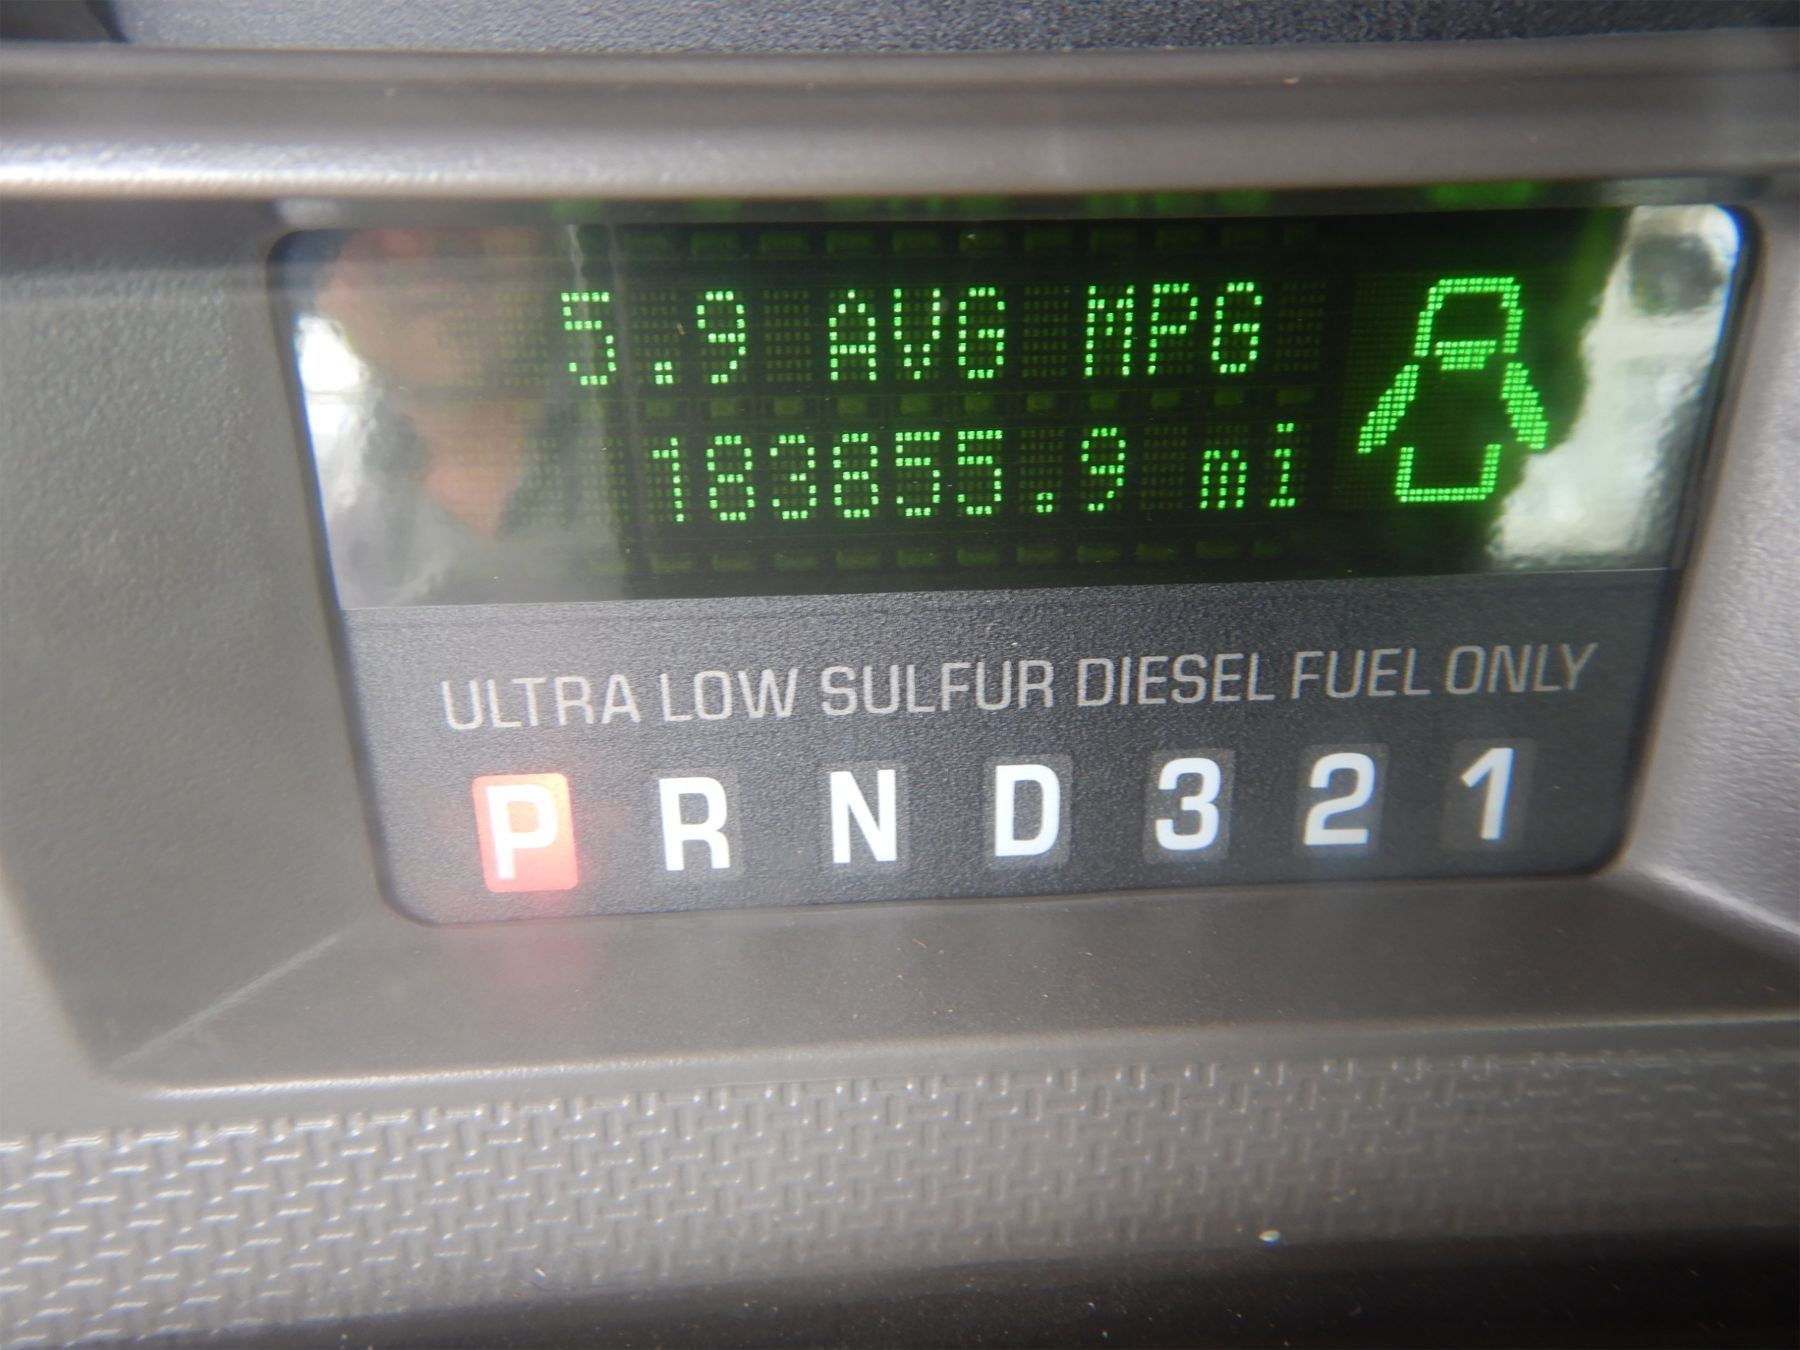 5.9 AVG MPG
183855.9 mi
ULTRA LOW SULFUR DIESEL FUEL ONLY
P R N D 3 2 1